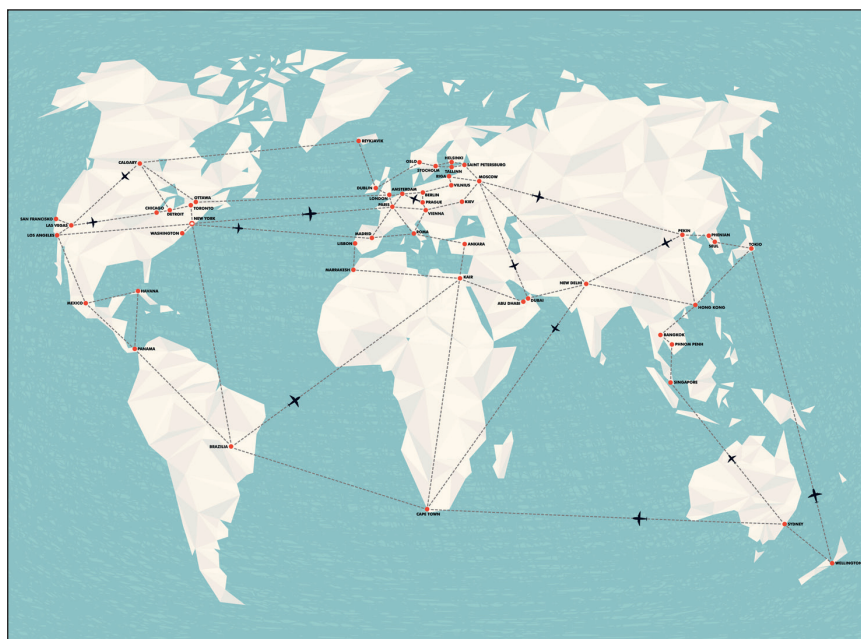 REYKJAVIK
CALGARY
OSLO
HELSINKI
STOCHOLM
SAINT PETERSBURG
TALLINN
RIGA
MOSCOW
DUBLIN
VILNIUS
AMSTERDAM
BERLIN
LONDON
OTTAWA
PRAGUE
KIEV
PARIS
TORONTO
CHICAGO
DETROIT
VIENNA
SAN FRANCISKO
NEW YORK
LAS VEGAS
LOS ANGELES
WASHINGTON
MADRID
ROMA
LISBON
ANKARA
PEKIN
PHENIAN
SEUL
TOKIO
MARRAKESH
KAIR
NEW DELHI
HAVANA
MEXICO
ABU DHABI
DUBAI
HONG KONG
BANGKOK
PHNOM PENH
PANAMA
SINGAPORE
BRAZILIA
CAPE TOWN
SYDNEY
WELLINGTON